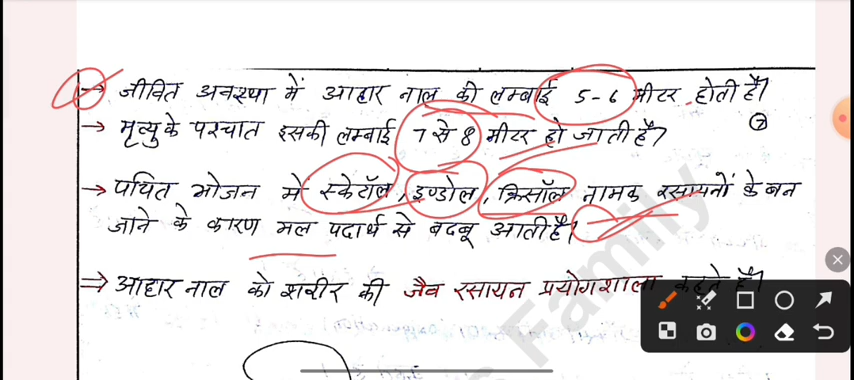 → जीवित अवस्था में आहार नाल की लम्बाई 5-6 मीटर होती है।
→ मृत्यु के पश्चात इसकी लम्बाई 7 से 8 मीटर हो जाती है।
→ पचित भोजन में स्केटॉल, इण्डोल, क्रिसॉल नामक रसायनों के बन
जाने के कारण मल पदार्थ से बदबू आती है।
⇒ आहार नाल को शरीर की जैव रसायन प्रयोगशाला कहते हैं।
Family